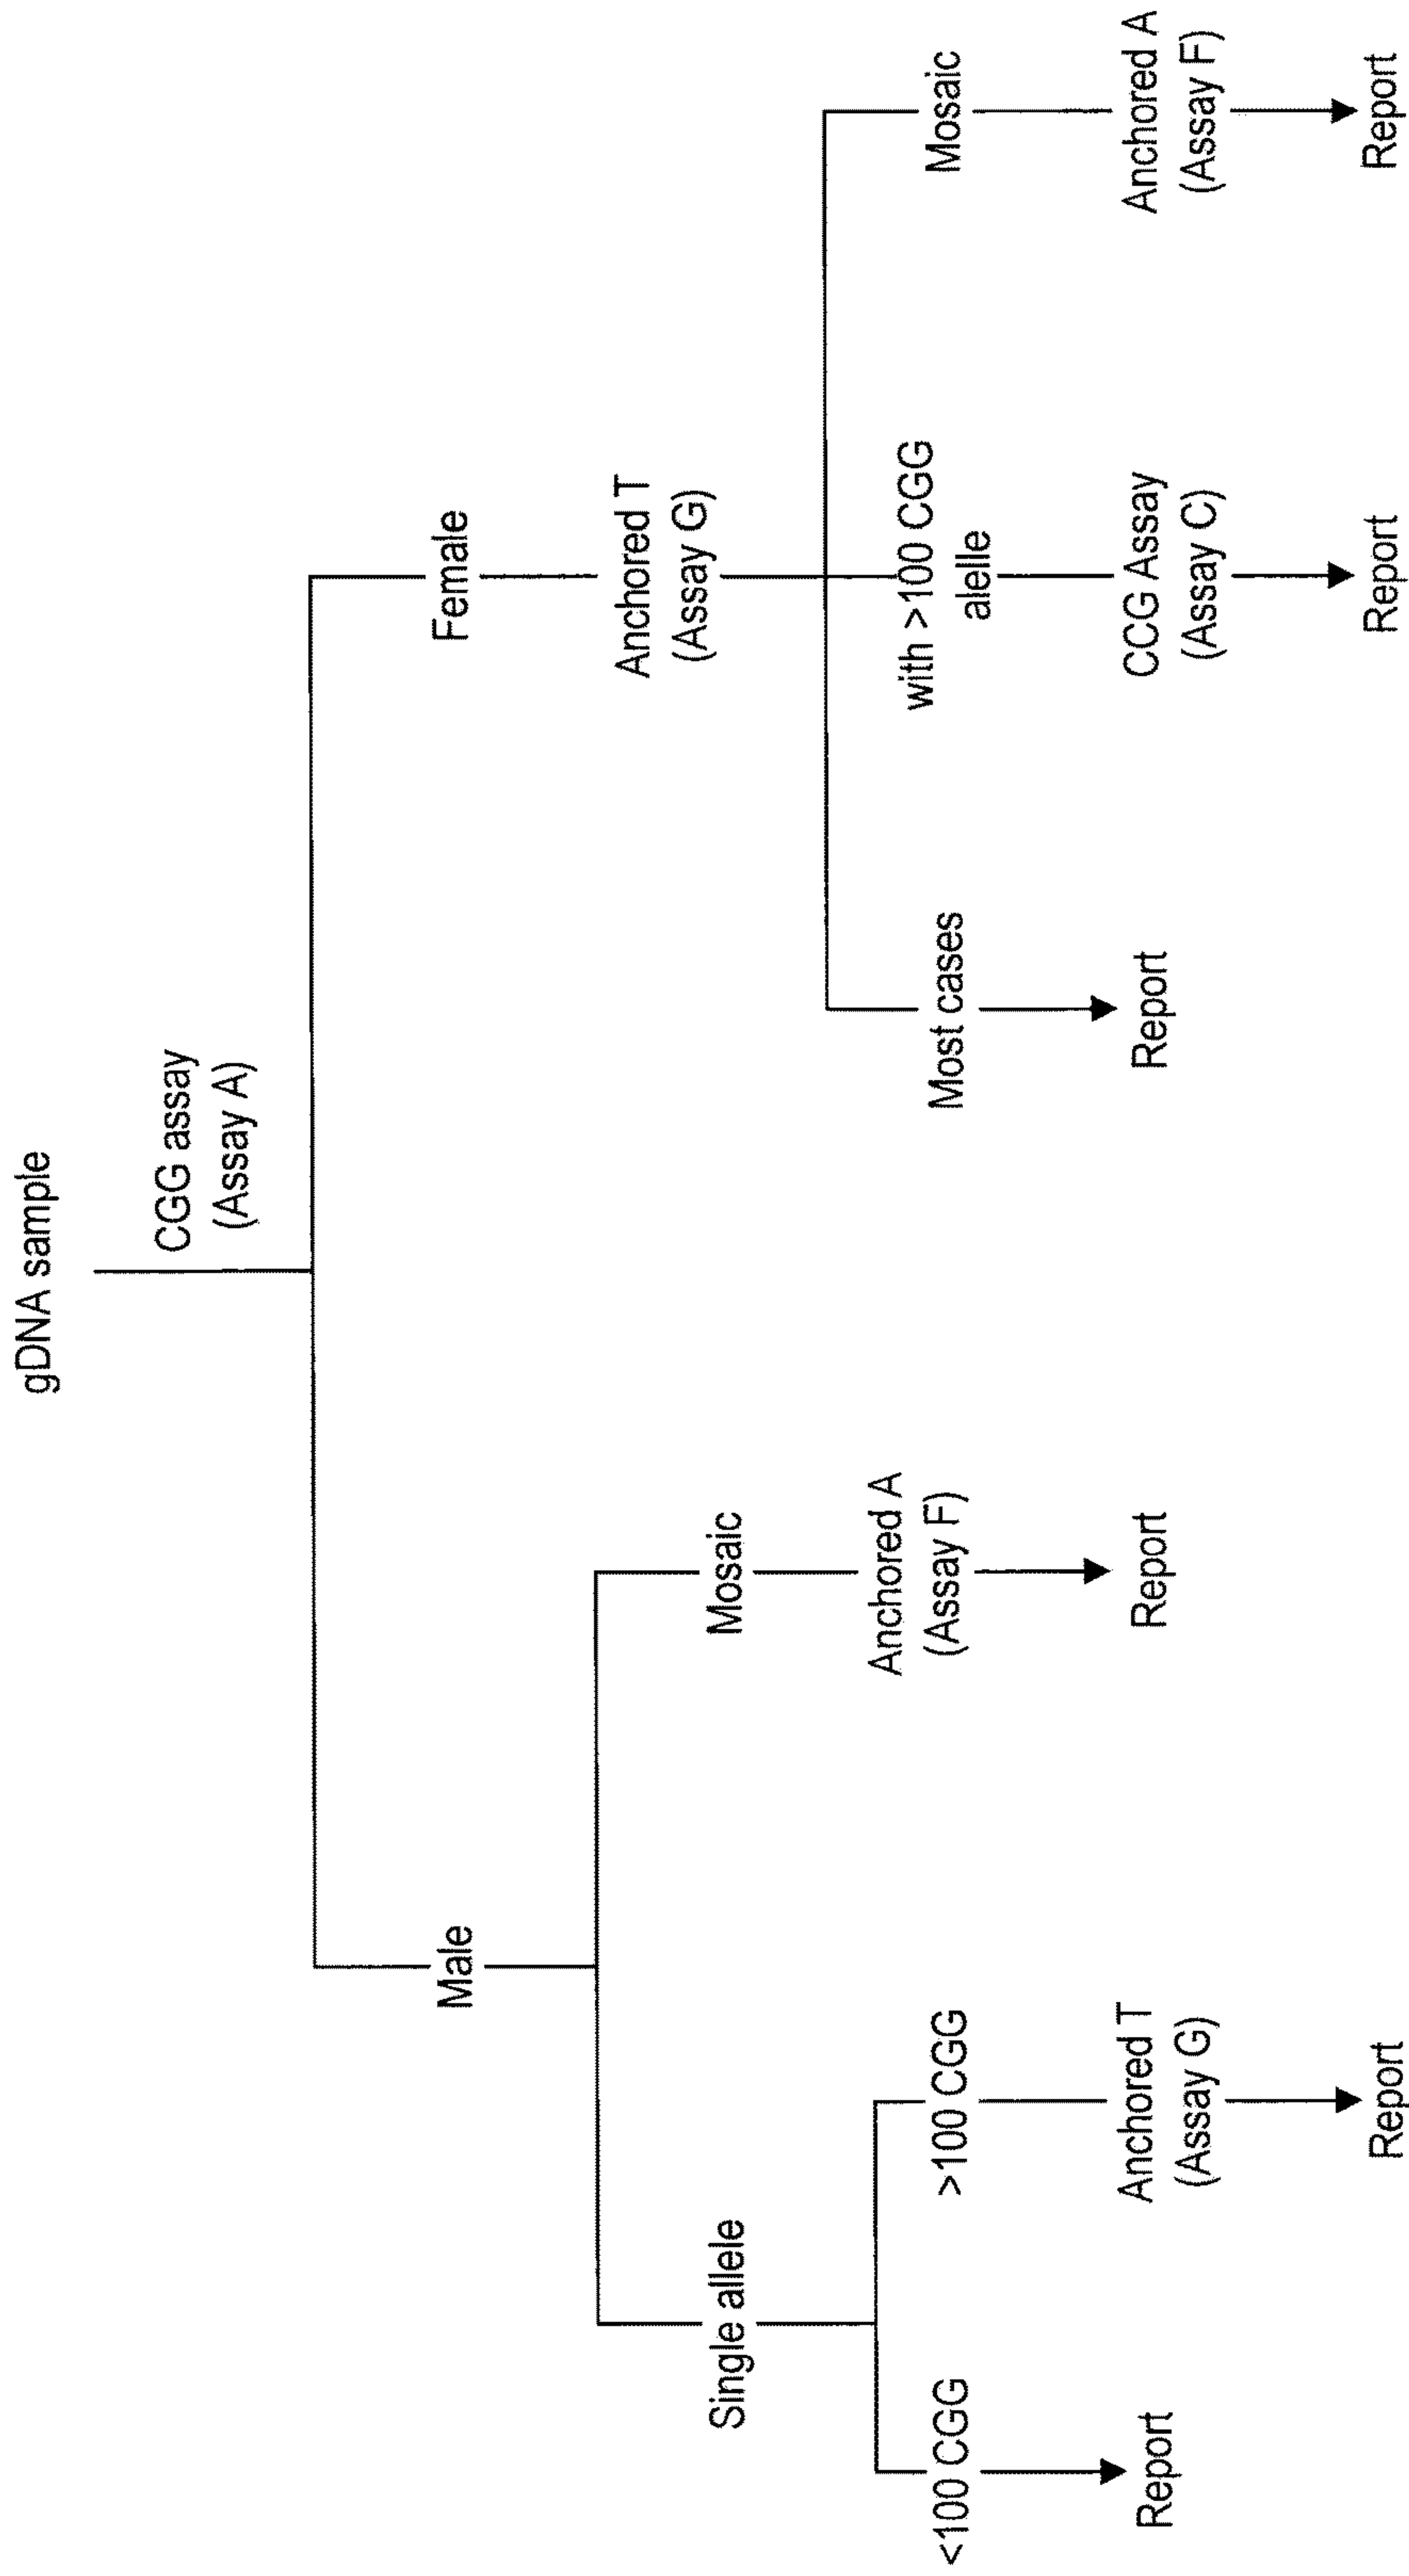 gDNA sample
CGG assay
(Assay A)
Male
Female
Single allele
Mosaic
Anchored T
(Assay G)
<100 CGG
>100 CGG
Anchored A
(Assay F)
Most cases
with >100 CGG
alelle
Mosaic
Report
Anchored T
(Assay G)
Report
Report
CCG Assay
(Assay C)
Anchored A
(Assay F)
Report
Report
Report